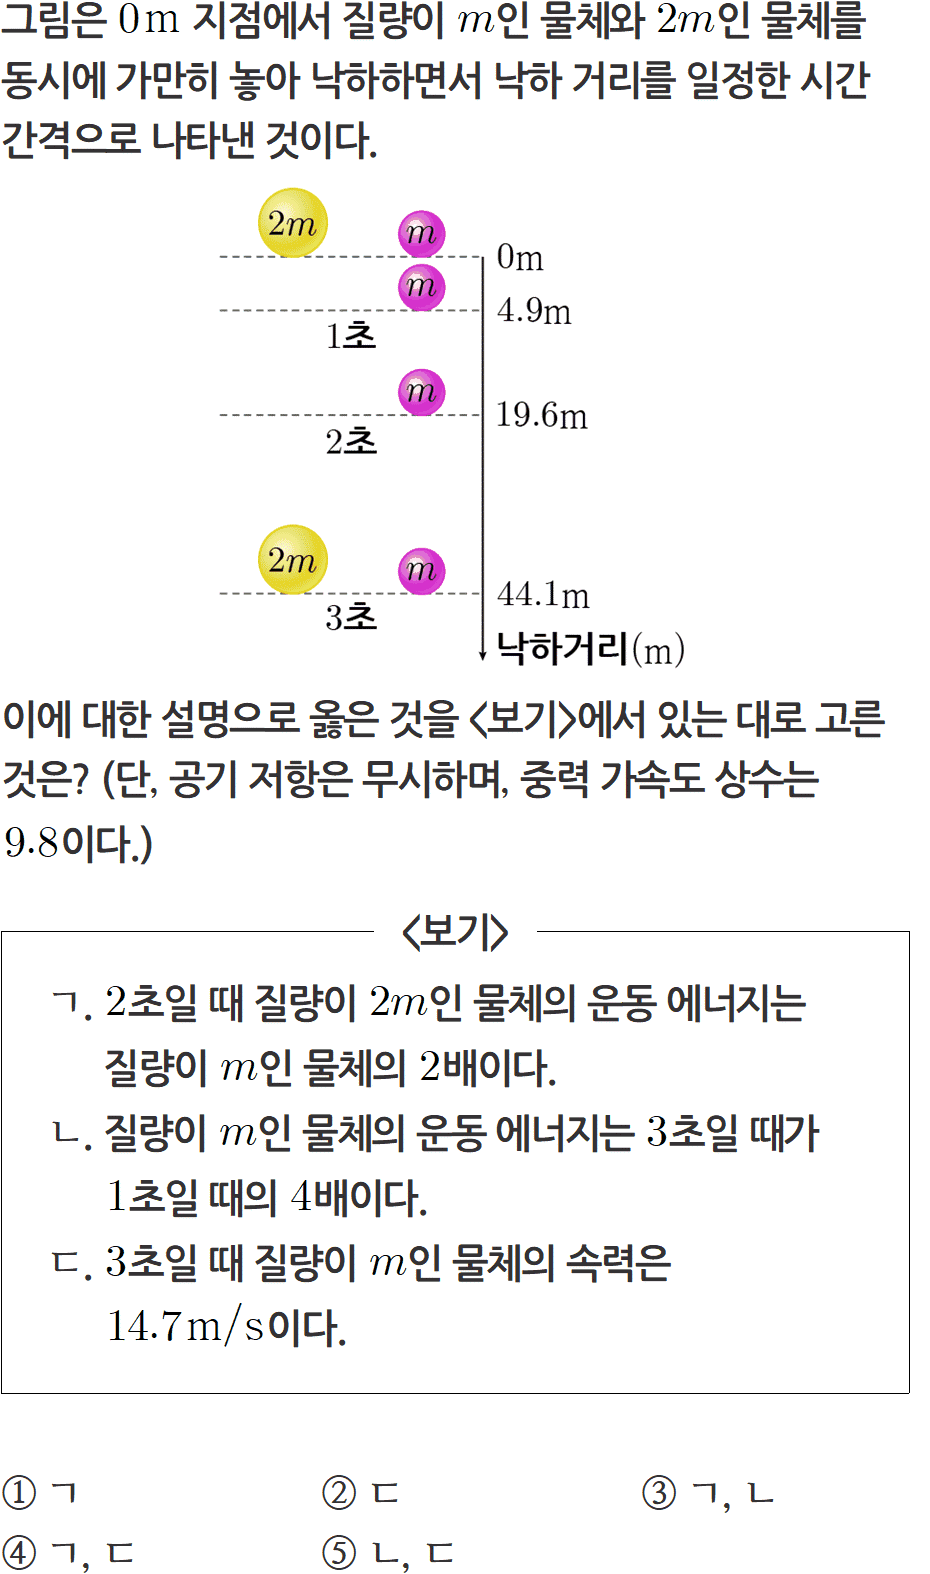 그림은 0m 지점에서 질량이 m인 물체와 2m인 물체를
동시에 가만히 놓아 낙하하면서 낙하 거리를 일정한 시간
간격으로 나타낸 것이다.
2m m
0m
m
4.9m
1초
m
19.6m
2초
2m m
44.1m
3초
낙하거리(m)
이에 대한 설명으로 옳은 것을 <보기>에서 있는 대로 고른
것은? (단, 공기 저항은 무시하며, 중력 가속도 상수는
9.8이다.)
<보기>
ㄱ. 2초일 때 질량이 2m인 물체의 운동 에너지는
질량이 m인 물체의 2배이다.
ㄴ. 질량이 m인 물체의 운동 에너지는 3초일 때가
1초일 때의 4배이다.
ㄷ. 3초일 때 질량이 m인 물체의 속력은
14.7m/s이다.
① ㄱ ② ㄷ ③ ㄱ, ㄴ
④ ㄱ, ㄷ ⑤ ㄴ, ㄷ